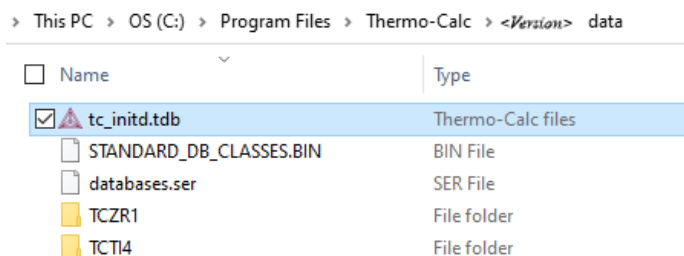 > This PC > OS (C:) > Program Files > Thermo-Calc > <Version> data
Name Type
tc_initd.tdb Thermo-Calc files
STANDARD_DB_CLASSES.BIN BIN File
databases.ser SER File
TCZR1 File folder
TCTI4 File folder